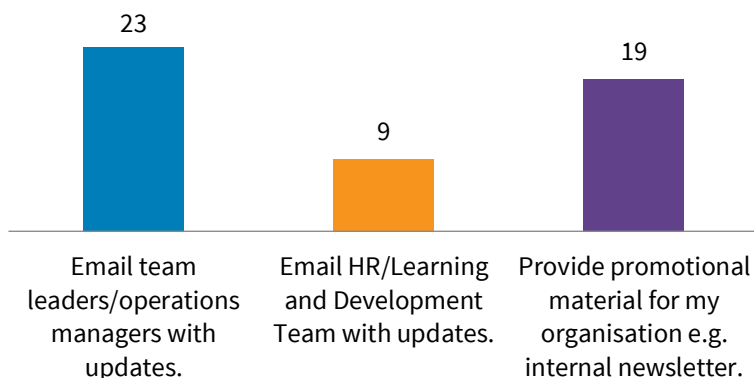 23
9
19
Email team
leaders/operations
managers with
updates.
Email HR/Learning
and Development
Team with updates.
Provide promotional
material for my
organisation e.g.
internal newsletter.